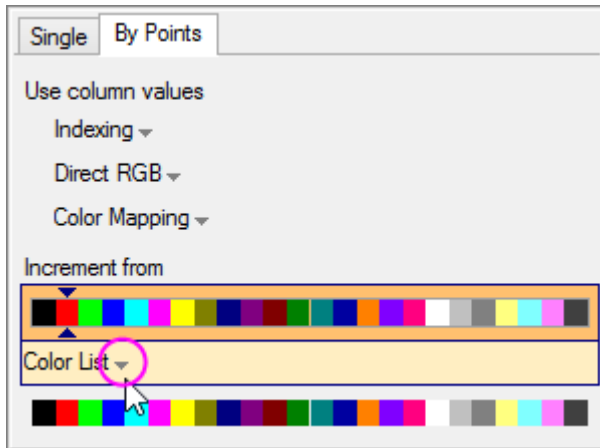 Single By Points
Use column values
Indexing
Direct RGB
Color Mapping
Increment from
Color List